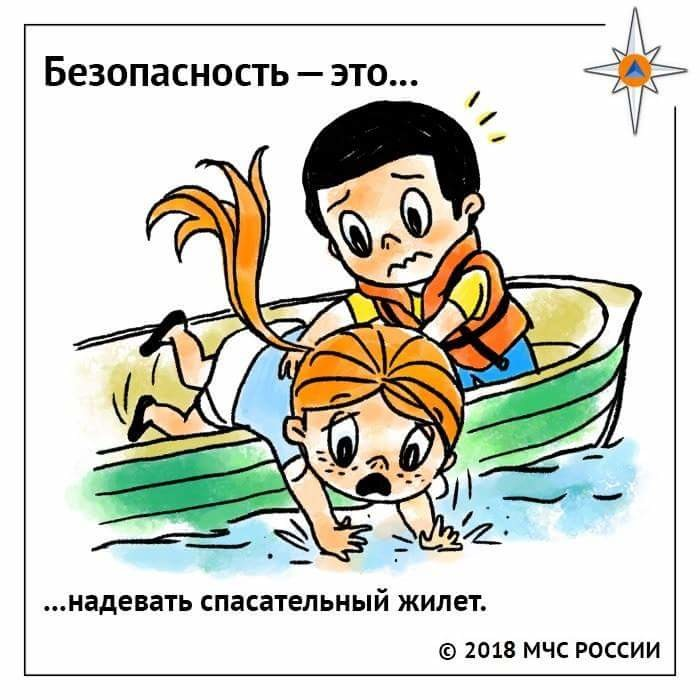 Безопасность – это...
...надевать спасательный жилет.
© 2018 МЧС РОССИИ